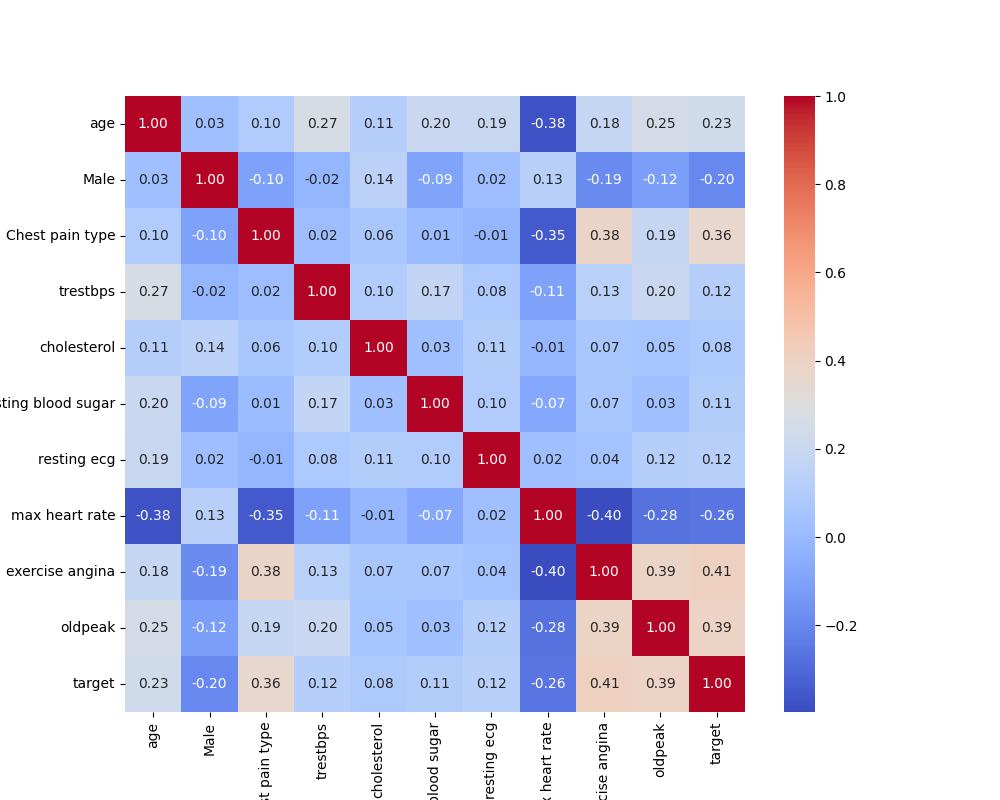 age 1.00 0.03 0.10 0.27 0.11 0.20 0.19 -0.38 0.18 0.25 0.23
Male 0.03 1.00 -0.10 -0.02 0.14 -0.09 0.02 0.13 -0.19 -0.12 -0.20
Chest pain type 0.10 -0.10 1.00 0.02 0.06 0.01 -0.01 -0.35 0.38 0.19 0.36
trestbps 0.27 -0.02 0.02 1.00 0.10 0.17 0.08 -0.11 0.13 0.20 0.12
cholesterol 0.11 0.14 0.06 0.10 1.00 0.03 0.11 -0.01 0.07 0.05 0.08
sting blood sugar 0.20 -0.09 0.01 0.17 0.03 1.00 0.10 -0.07 0.07 0.03 0.11
resting ecg 0.19 0.02 -0.01 0.08 0.11 0.10 1.00 0.02 0.04 0.12 0.12
max heart rate -0.38 0.13 -0.35 -0.11 -0.01 -0.07 0.02 1.00 -0.40 -0.28 -0.26
exercise angina 0.18 -0.19 0.38 0.13 0.07 0.07 0.04 -0.40 1.00 0.39 0.41
oldpeak 0.25 -0.12 0.19 0.20 0.05 0.03 0.12 -0.28 0.39 1.00 0.39
target 0.23 -0.20 0.36 0.12 0.08 0.11 0.12 -0.26 0.41 0.39 1.00
age
Male
st pain type
trestbps
cholesterol
blood sugar
resting ecg
x heart rate
cise angina
oldpeak
target
1.0
0.8
0.6
0.4
0.2
0.0
−0.2